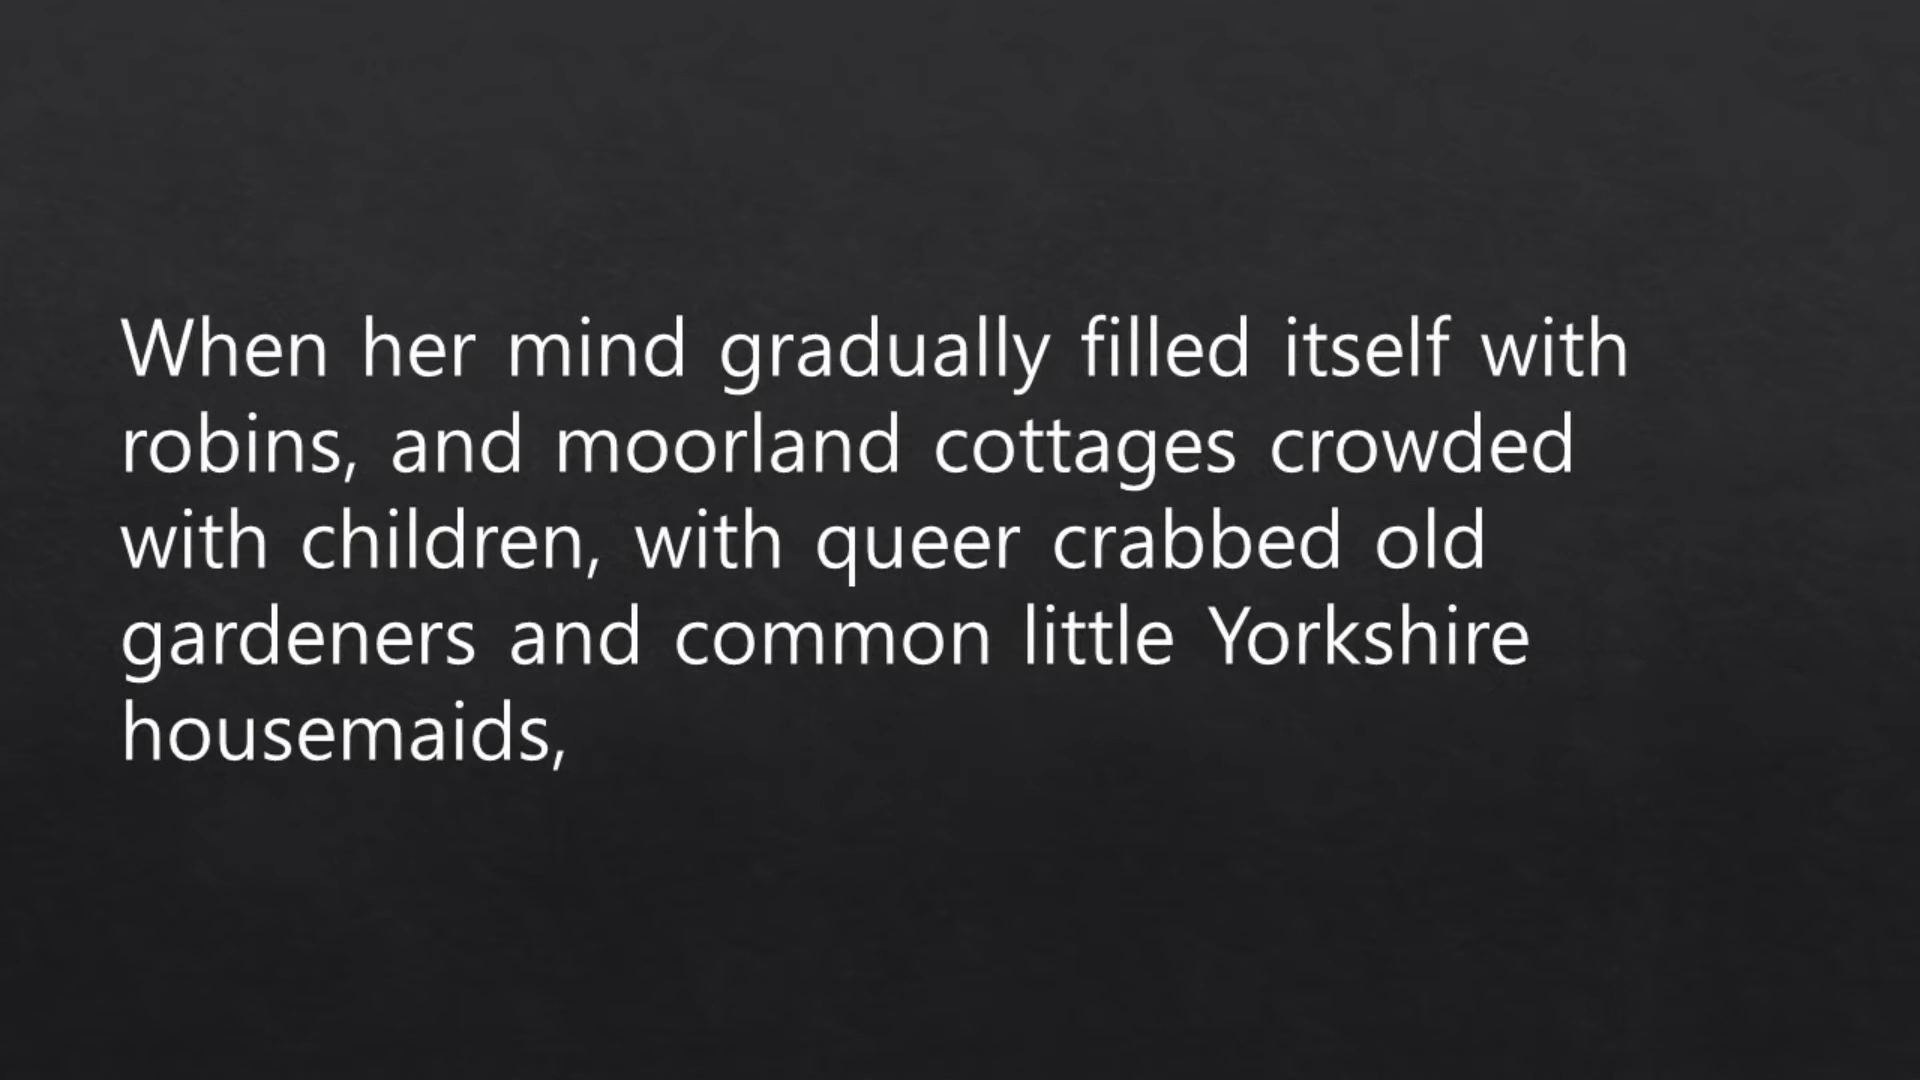 When her mind gradually filled itself with
robins, and moorland cottages crowded
with children, with queer crabbed old
gardeners and common little Yorkshire
housemaids,